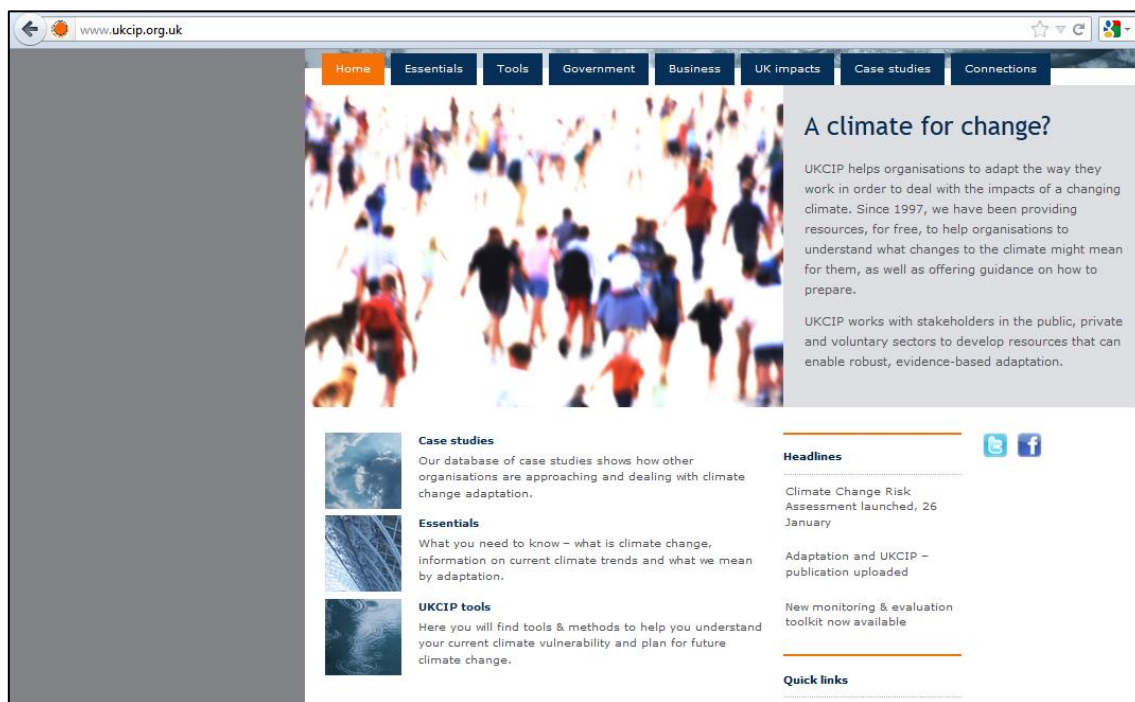 www.ukcip.org.uk
Home Essentials Tools Government Business UK impacts Case studies Connections
A climate for change?
UKCIP helps organisations to adapt the way they
work in order to deal with the impacts of a changing
climate. Since 1997, we have been providing
resources, for free, to help organisations to
understand what changes to the climate might mean
for them, as well as offering guidance on how to
prepare.
UKCIP works with stakeholders in the public, private
and voluntary sectors to develop resources that can
enable robust, evidence-based adaptation.
Case studies
Our database of case studies shows how other
organisations are approaching and dealing with climate
change adaptation.
Essentials
What you need to know – what is climate change,
information on current climate trends and what we mean
by adaptation.
UKCIP tools
Here you will find tools & methods to help you understand
your current climate vulnerability and plan for future
climate change.
Headlines
Climate Change Risk
Assessment launched, 26
January
Adaptation and UKCIP –
publication uploaded
New monitoring & evaluation
toolkit now available
Quick links